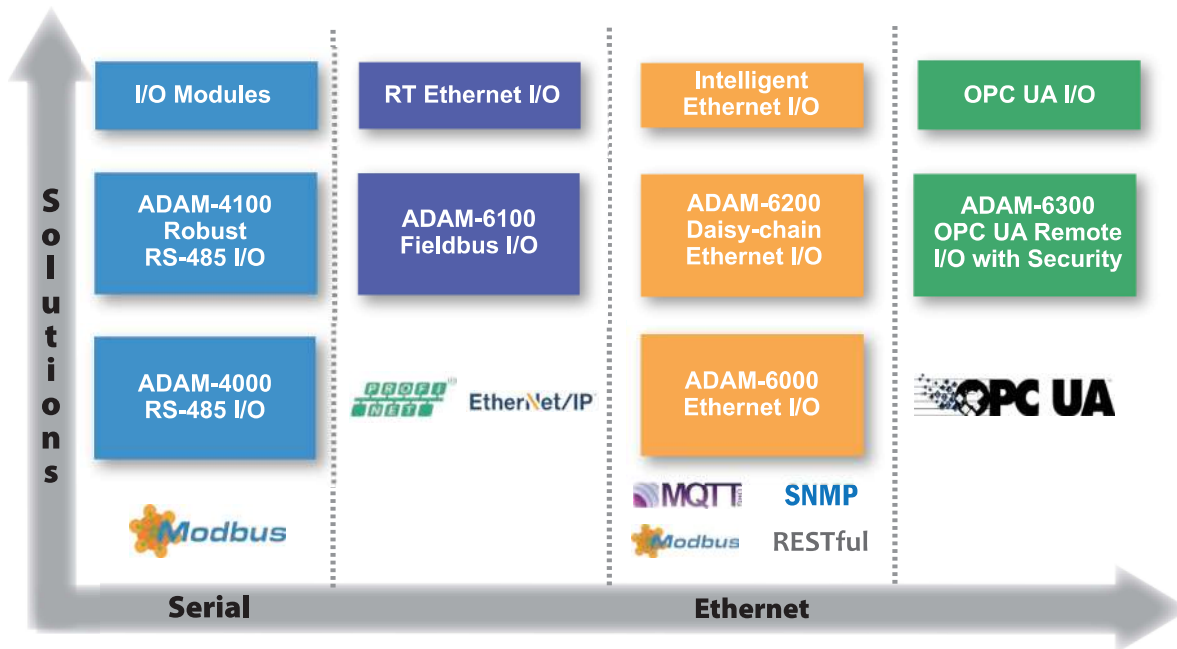 Solutions
I/O Modules
ADAM-4100
Robust
RS-485 I/O
ADAM-4000
RS-485 I/O
Modbus
RT Ethernet I/O
ADAM-6100
Fieldbus I/O
PROFI
NET
EtherNet/IP
Intelligent
Ethernet I/O
ADAM-6200
Daisy-chain
Ethernet I/O
ADAM-6000
Ethernet I/O
MQTT
SNMP
Modbus
RESTful
OPC UA I/O
ADAM-6300
OPC UA Remote
I/O with Security
OPC UA
Serial
Ethernet